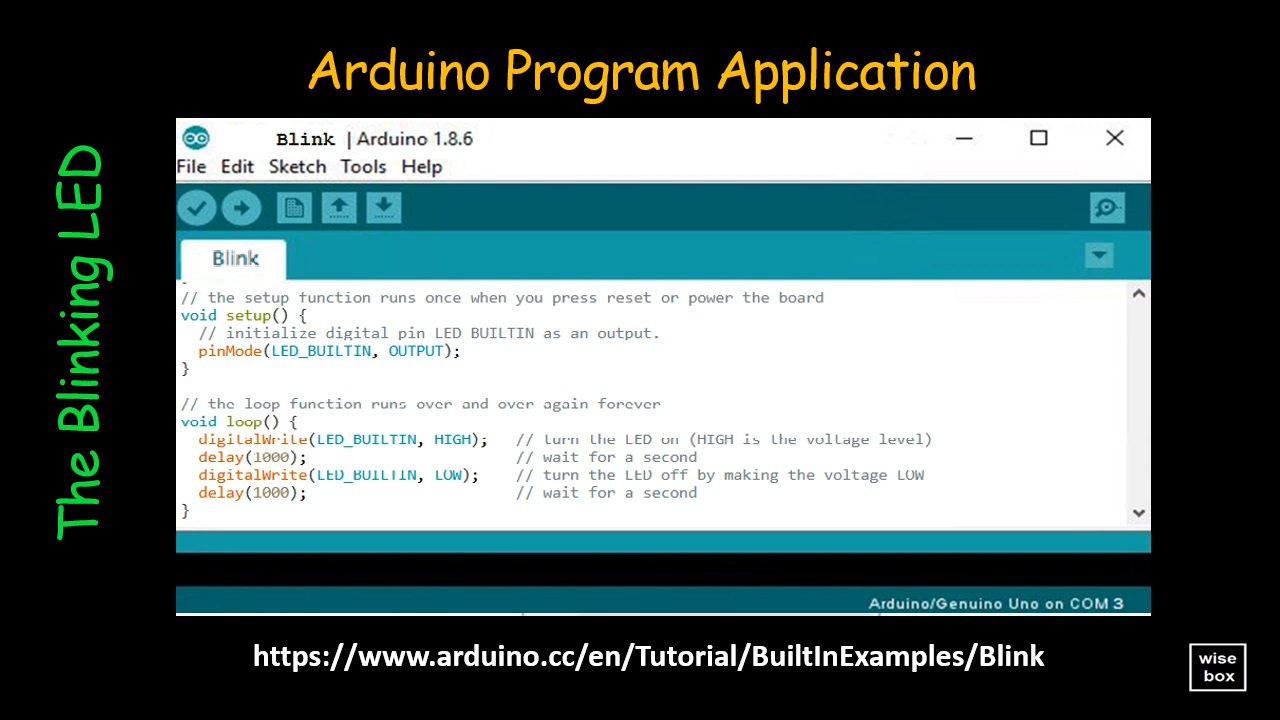 Arduino Program Application
The Blinking LED
Blink | Arduino 1.8.6
File Edit Sketch Tools Help
Blink
// the setup function runs once when you press reset or power the board
void setup() {
  // initialize digital pin LED BUILTIN as an output.
  pinMode(LED_BUILTIN, OUTPUT);
}
// the loop function runs over and over again forever
void loop() {
  digitalWrite(LED_BUILTIN, HIGH);   // turn the LED on (HIGH is the voltage level)
  delay(1000);                       // wait for a second
  digitalWrite(LED_BUILTIN, LOW);    // turn the LED off by making the voltage LOW
  delay(1000);                       // wait for a second
}
Arduino/Genuino Uno on COM 3
https://www.arduino.cc/en/Tutorial/BuiltInExamples/Blink
wise
box